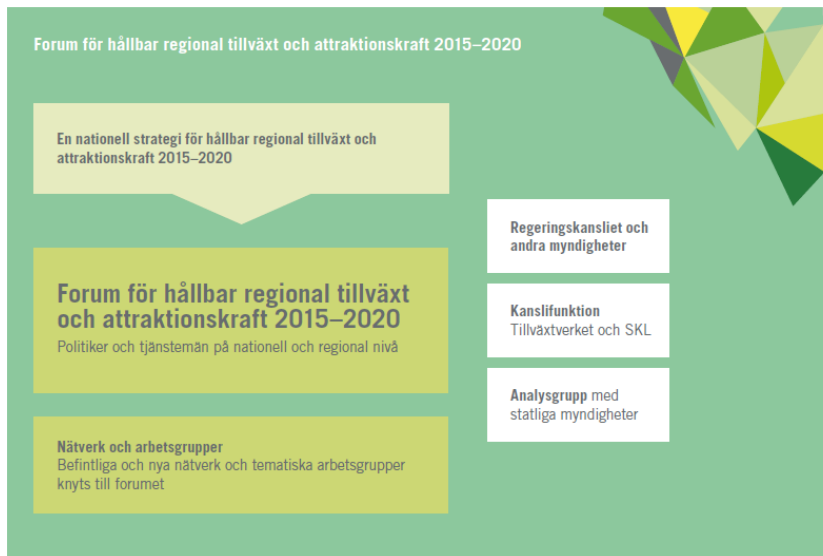 Forum för hållbar regional tillväxt och attraktionskraft 2015–2020
En nationell strategi för hållbar regional tillväxt och
attraktionskraft 2015–2020
Forum för hållbar regional tillväxt
och attraktionskraft 2015–2020
Politiker och tjänstemän på nationell och regional nivå
Nätverk och arbetsgrupper
Befintliga och nya nätverk och tematiska arbetsgrupper
knyts till forumet
Regeringskansliet och
andra myndigheter
Kanslifunktion
Tillväxtverket och SKL
Analysgrupp med
statliga myndigheter